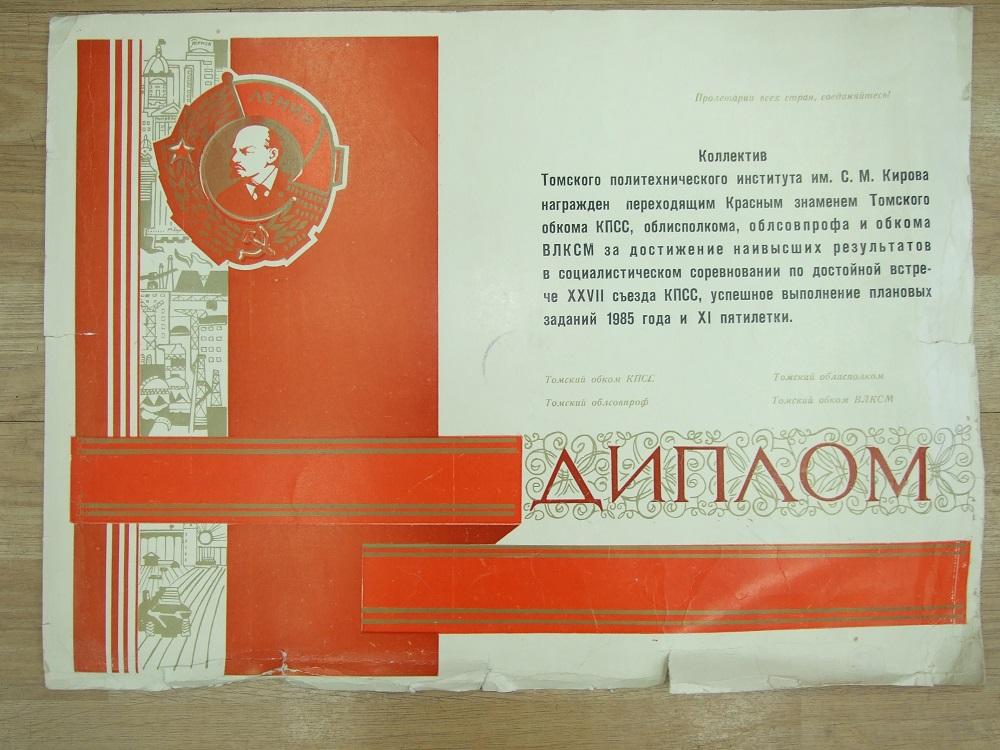 ЛЕНИН
Пролетарии всех стран, соединяйтесь!
Коллектив
Томского политехнического института им. С. М. Кирова
награжден переходящим Красным знаменем Томского
обкома КПСС, облисполкома, облсовпрофа и обкома
ВЛКСМ за достижение наивысших результатов
в социалистическом соревновании по достойной встре-
че XXVII съезда КПСС, успешное выполнение плановых
заданий 1985 года и XI пятилетки.
Томский обком КПСС Томский облисполком
Томский облсовпроф Томский обком ВЛКСМ
ДИПЛОМ